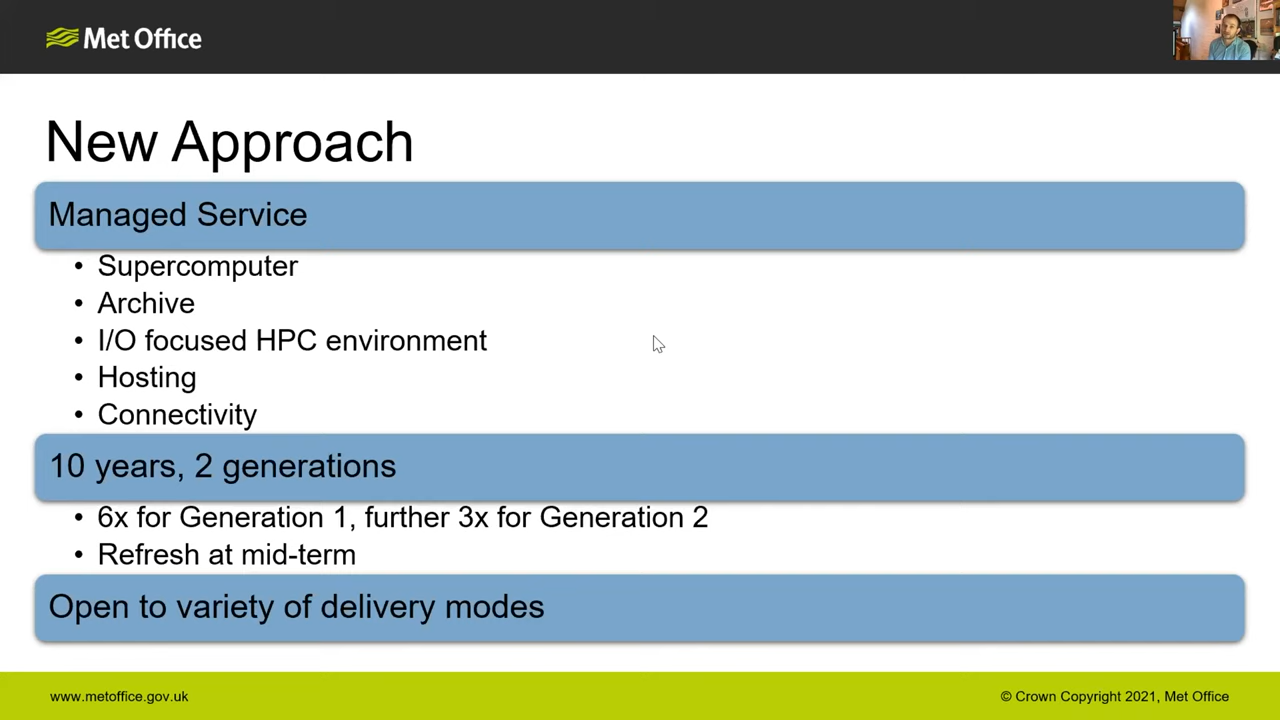 Met Office
New Approach
Managed Service
• Supercomputer
• Archive
• I/O focused HPC environment
• Hosting
• Connectivity
10 years, 2 generations
• 6x for Generation 1, further 3x for Generation 2
• Refresh at mid-term
Open to variety of delivery modes
www.metoffice.gov.uk
© Crown Copyright 2021, Met Office